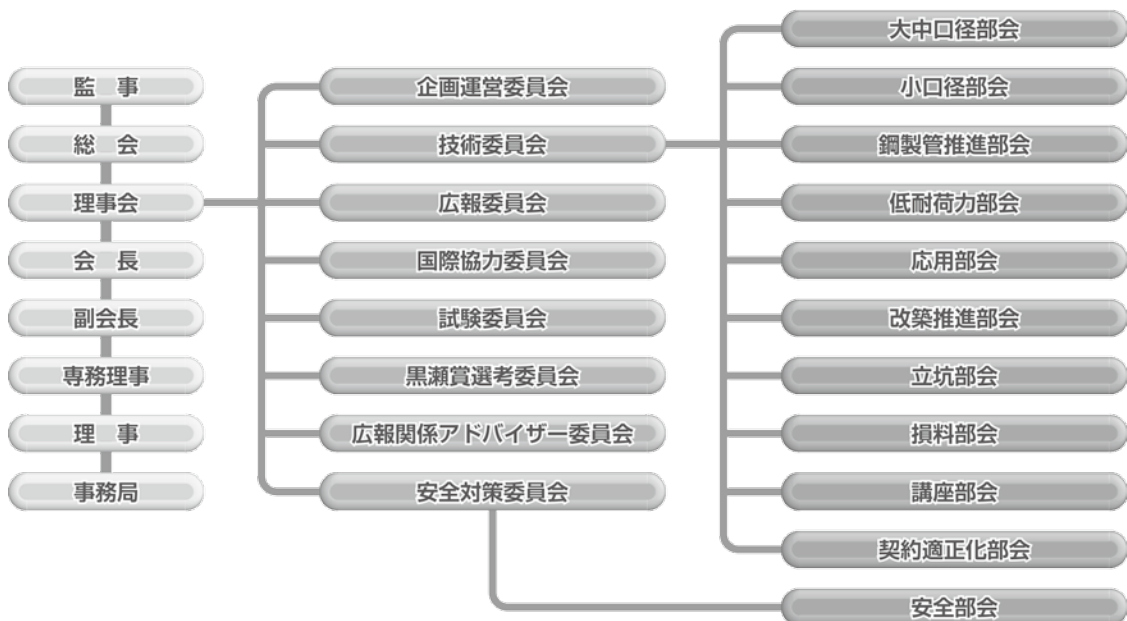 監　事
総　会
理事会
会　長
副会長
専務理事
理　事
事務局
企画運営委員会
技術委員会
広報委員会
国際協力委員会
試験委員会
黒瀬賞選考委員会
広報関係アドバイザー委員会
安全対策委員会
大中口径部会
小口径部会
鋼製管推進部会
低耐荷力部会
応用部会
改築推進部会
立坑部会
損料部会
講座部会
契約適正化部会
安全部会